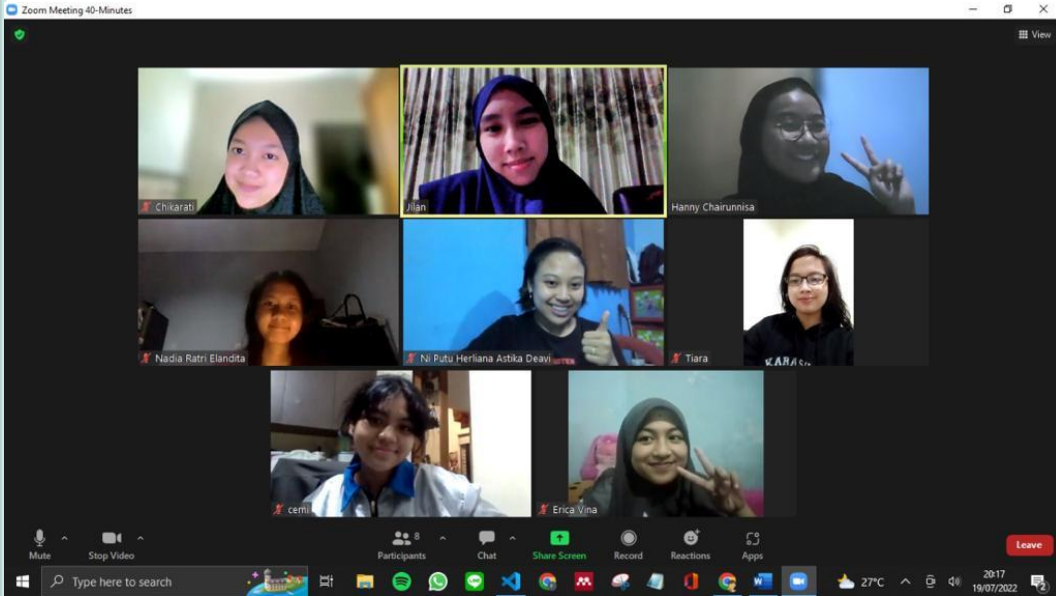 Zoom Meeting 40-Minutes
View
Chikarati
Jilan
Hanny Chairunnisa
Nadia Ratri Elandita
Ni Putu Herliana Astika Deavi
Tiara
KARASU
cemi
Erica Vina
Mute
Stop Video
Participants
8
Chat
Share Screen
Record
Reactions
Apps
Leave
Type here to search
27°C
20:17
19/07/2022
2